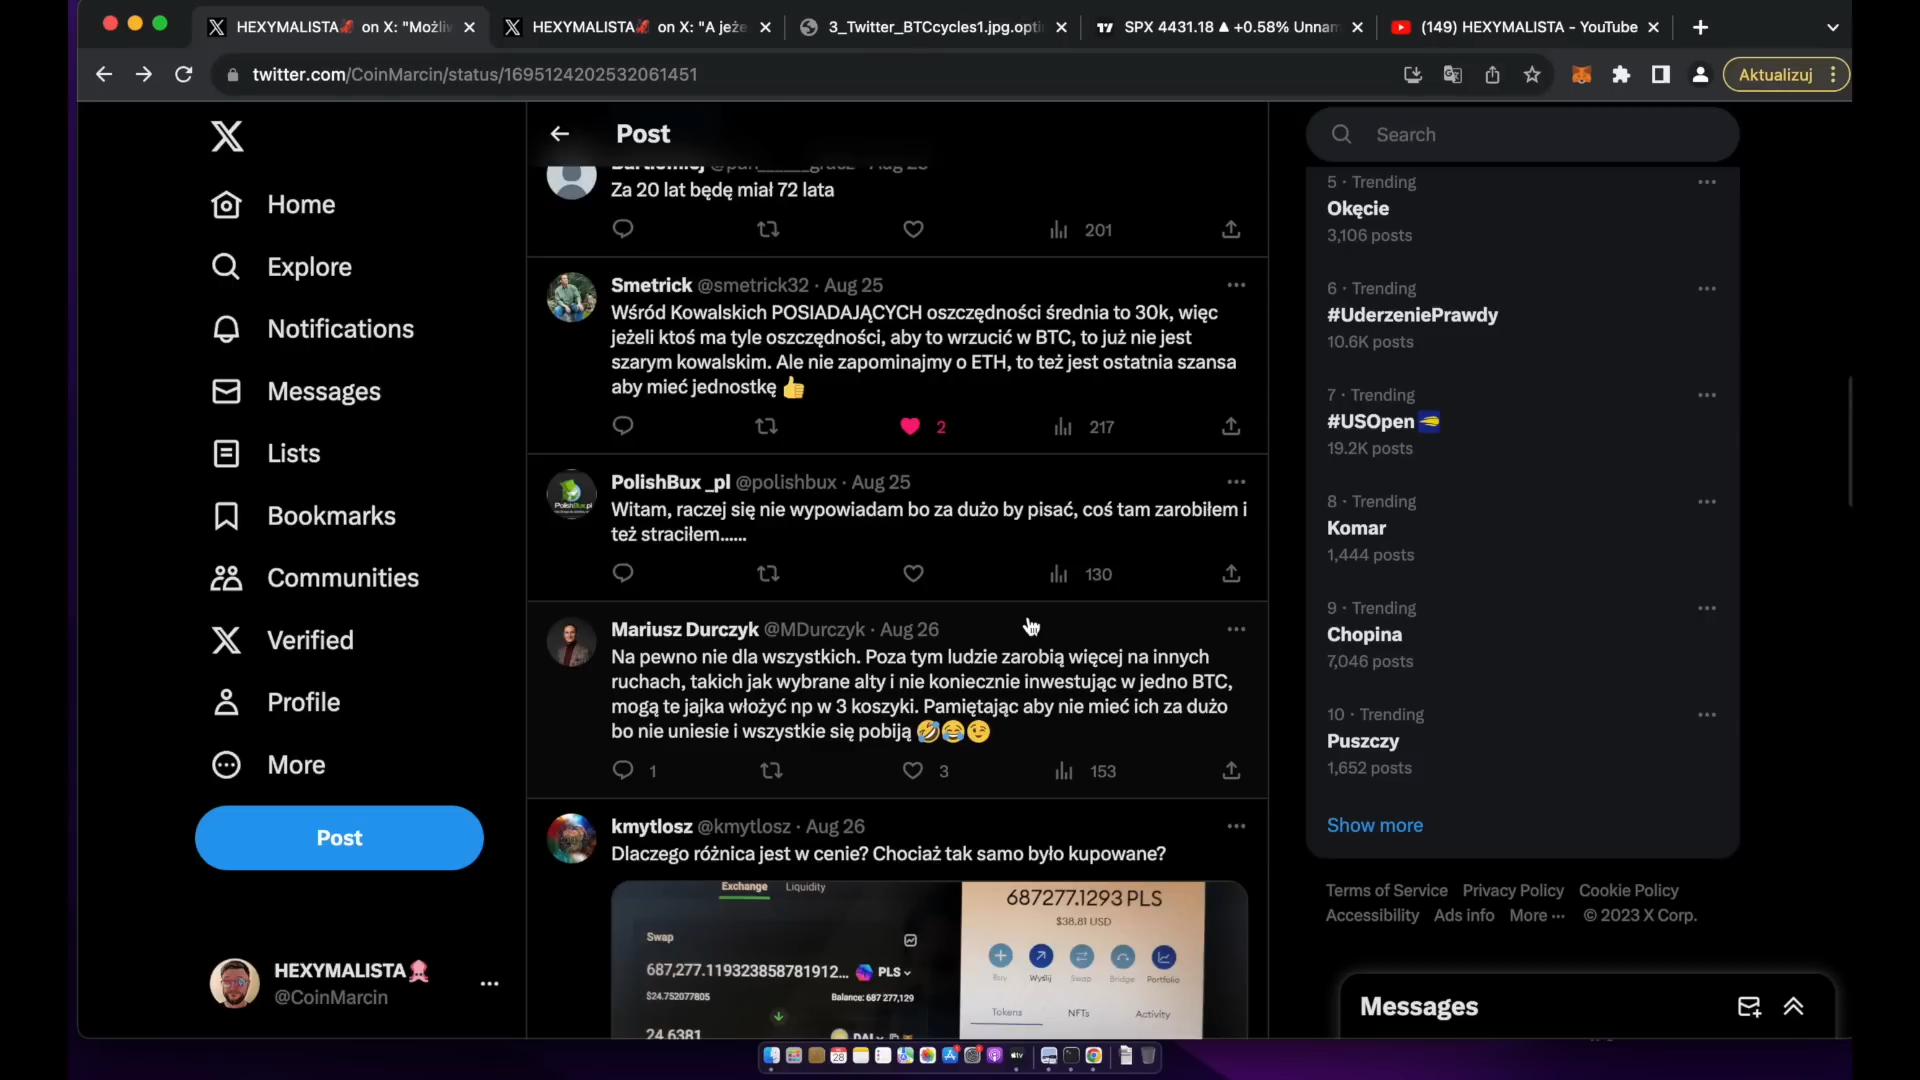 HEXYMALISTA🐙 on X: "Możliw
HEXYMALISTA🐙 on X: "A jeże
3_Twitter_BTCcycles1.jpg.opti
SPX 4431.18 ▲ +0.58% Unnam
(149) HEXYMALISTA - YouTube
twitter.com/CoinMarcin/status/1695124202532061451
Aktualizuj
Home
Explore
Notifications
Messages
Lists
Bookmarks
Communities
Verified
Profile
More
Post
HEXYMALISTA🐙
@CoinMarcin
Post
Za 20 lat będę miał 72 lata
201
Smetrick @smetrick32 · Aug 25
Wśród Kowalskich POSIADAJĄCYCH oszczędności średnia to 30k, więc
jeżeli ktoś ma tyle oszczędności, aby to wrzucić w BTC, to już nie jest
szarym kowalskim. Ale nie zapominajmy o ETH, to też jest ostatnia szansa
aby mieć jednostkę 👍
2
217
PolishBux _pl @polishbux · Aug 25
Witam, raczej się nie wypowiadam bo za dużo by pisać, coś tam zarobiłem i
też straciłem......
130
Mariusz Durczyk @MDurczyk · Aug 26
Na pewno nie dla wszystkich. Poza tym ludzie zarobią więcej na innych
ruchach, takich jak wybrane alty i nie koniecznie inwestując w jedno BTC,
mogą te jajka włożyć np w 3 koszyki. Pamiętając aby nie mieć ich za dużo
bo nie uniesie i wszystkie się pobiją 🤣😂😉
1
3
153
kmytlosz @kmytlosz · Aug 26
Dlaczego różnica jest w cenie? Chociaż tak samo było kupowane?
Exchange
Liquidity
Swap
687,277.119323858781912...
PLS
$24.752077805
Balance: 687 277,129
24.6381
DAI
687277.1293 PLS
$38.81 USD
Buy
Wyślij
Swap
Bridge
Portfolio
Tokens
NFTs
Activity
Search
5 · Trending
Okęcie
3,106 posts
6 · Trending
#UderzeniePrawdy
10.6K posts
7 · Trending
#USOpen
19.2K posts
8 · Trending
Komar
1,444 posts
9 · Trending
Chopina
7,046 posts
10 · Trending
Puszczy
1,652 posts
Show more
Terms of Service Privacy Policy Cookie Policy
Accessibility Ads info More ··· © 2023 X Corp.
Messages
28